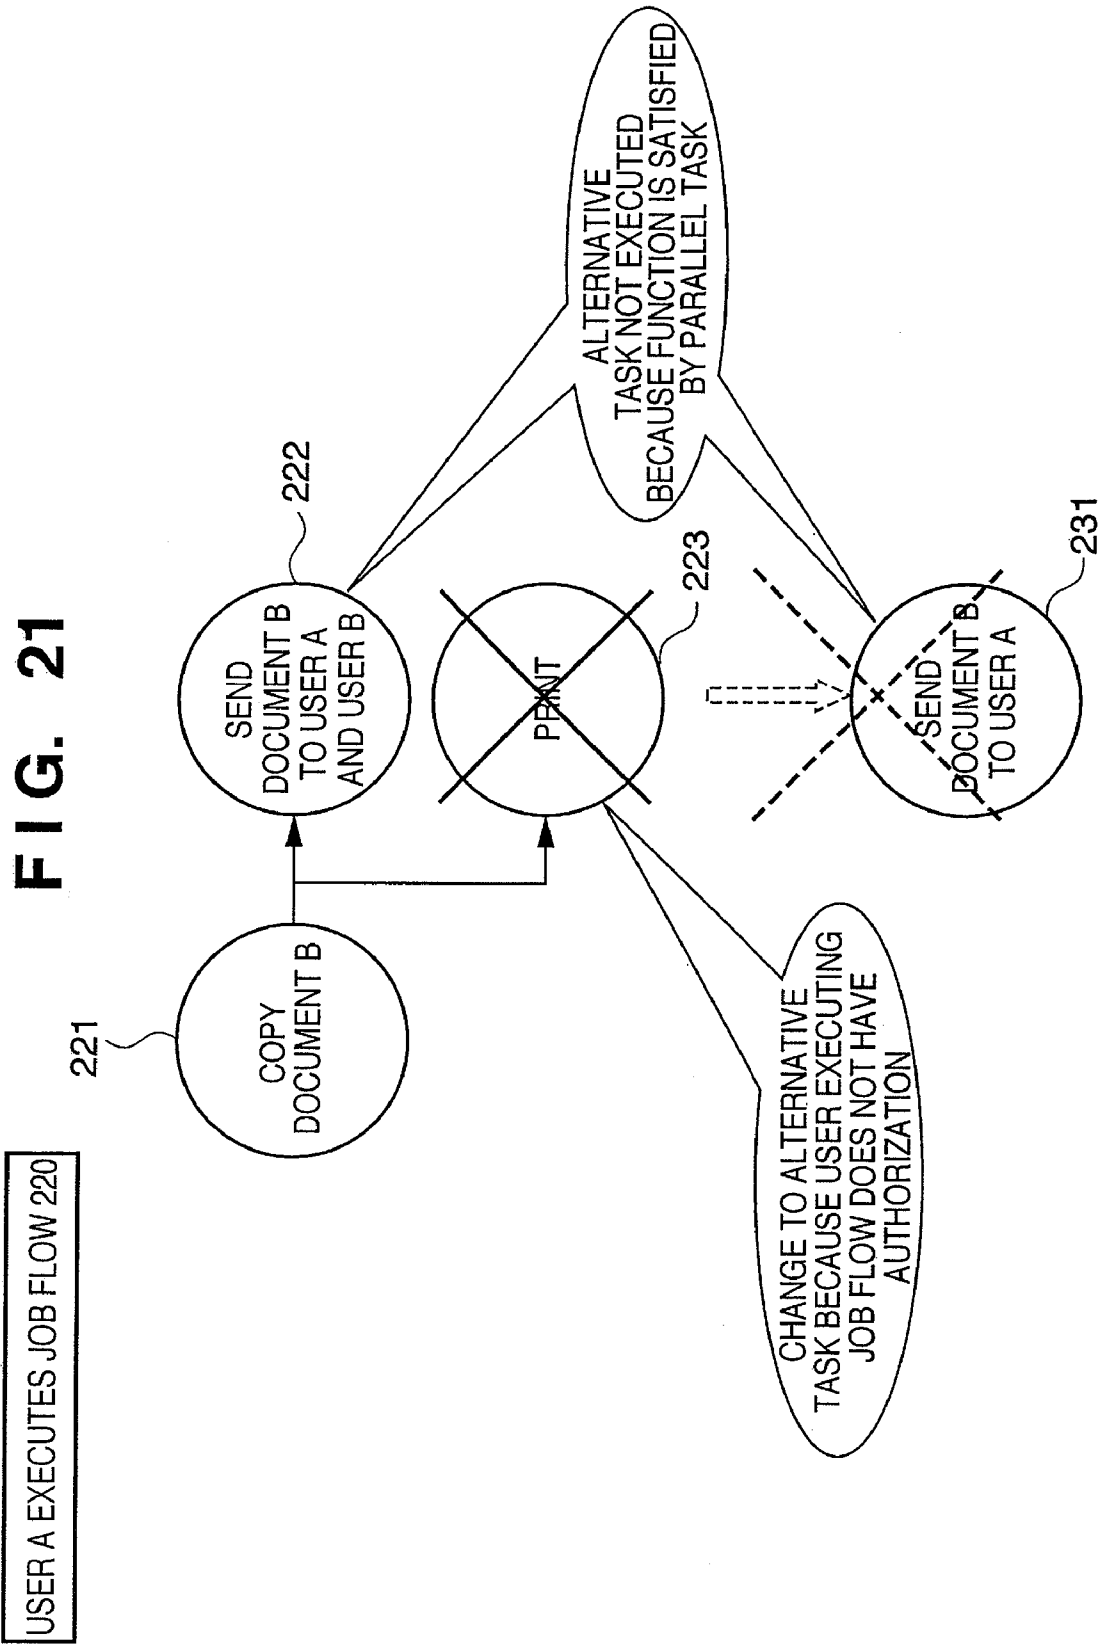 FIG. 21
USER A EXECUTES JOB FLOW 220
221
COPY
DOCUMENT B
222
SEND
DOCUMENT B
TO USER A
AND USER B
PRINT
223
SEND
DOCUMENT B
TO USER A
231
CHANGE TO ALTERNATIVE
TASK BECAUSE USER EXECUTING
JOB FLOW DOES NOT HAVE
AUTHORIZATION
ALTERNATIVE
TASK NOT EXECUTED
BECAUSE FUNCTION IS SATISFIED
BY PARALLEL TASK